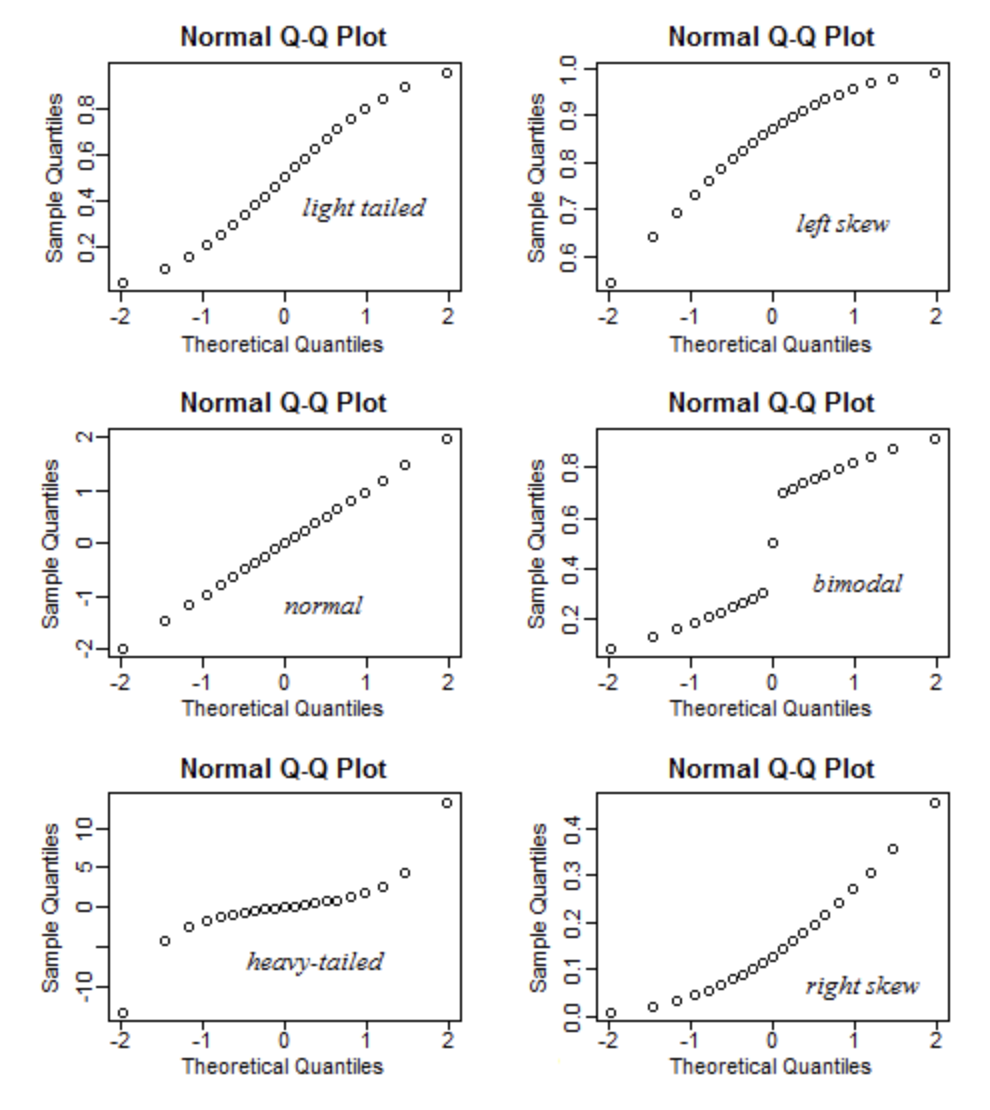 Normal Q-Q Plot
Sample Quantiles
0.2 0.4 0.6 0.8
light tailed
-2 -1 0 1 2
Theoretical Quantiles
Normal Q-Q Plot
Sample Quantiles
0.6 0.7 0.8 0.9 1.0
left skew
-2 -1 0 1 2
Theoretical Quantiles
Normal Q-Q Plot
Sample Quantiles
-2 -1 0 1 2
normal
-2 -1 0 1 2
Theoretical Quantiles
Normal Q-Q Plot
Sample Quantiles
0.2 0.4 0.6 0.8
bimodal
-2 -1 0 1 2
Theoretical Quantiles
Normal Q-Q Plot
Sample Quantiles
-10 0 5 10
heavy-tailed
-2 -1 0 1 2
Theoretical Quantiles
Normal Q-Q Plot
Sample Quantiles
0.0 0.1 0.2 0.3 0.4
right skew
-2 -1 0 1 2
Theoretical Quantiles